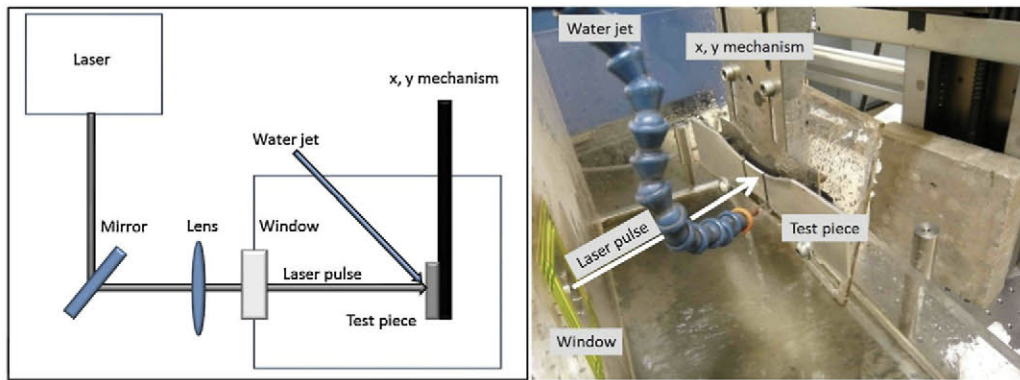 Laser
x, y mechanism
Water jet
Mirror
Lens
Window
Laser pulse
Test piece
Water jet
x, y mechanism
Laser pulse
Test piece
Window